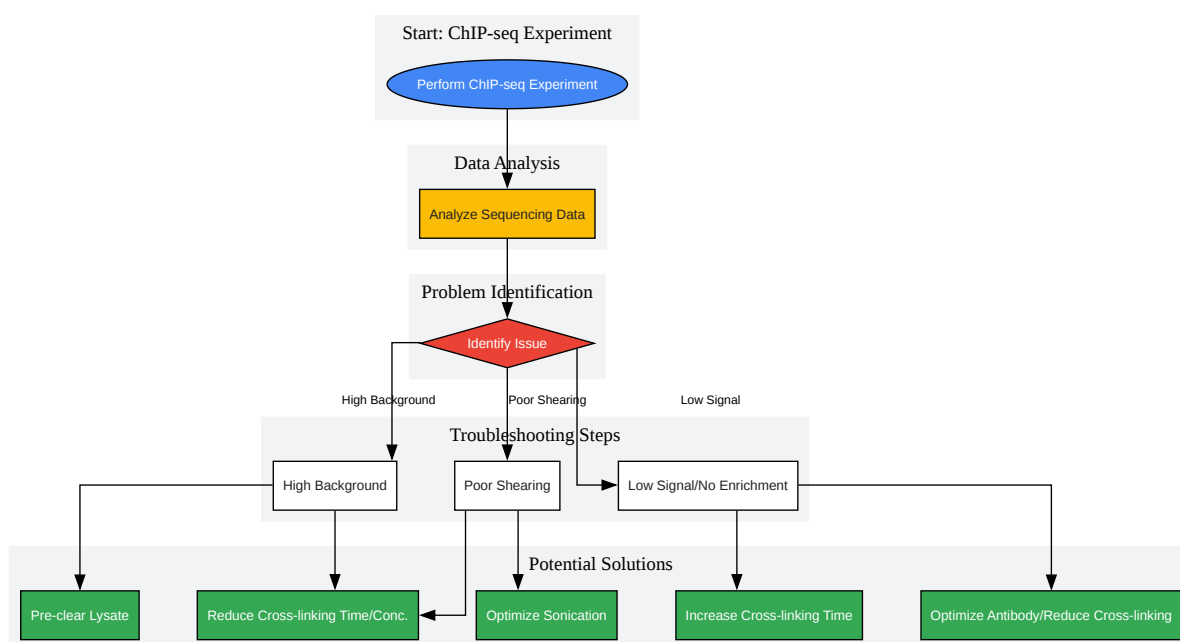 Start: ChIP-seq Experiment
Perform ChIP-seq Experiment
Data Analysis
Analyze Sequencing Data
Problem Identification
Identify Issue
High Background
Poor Shearing
Low Signal
Troubleshooting Steps
High Background
Poor Shearing
Low Signal/No Enrichment
Potential Solutions
Pre-clear Lysate
Reduce Cross-linking Time/Conc.
Optimize Sonication
Increase Cross-linking Time
Optimize Antibody/Reduce Cross-linking